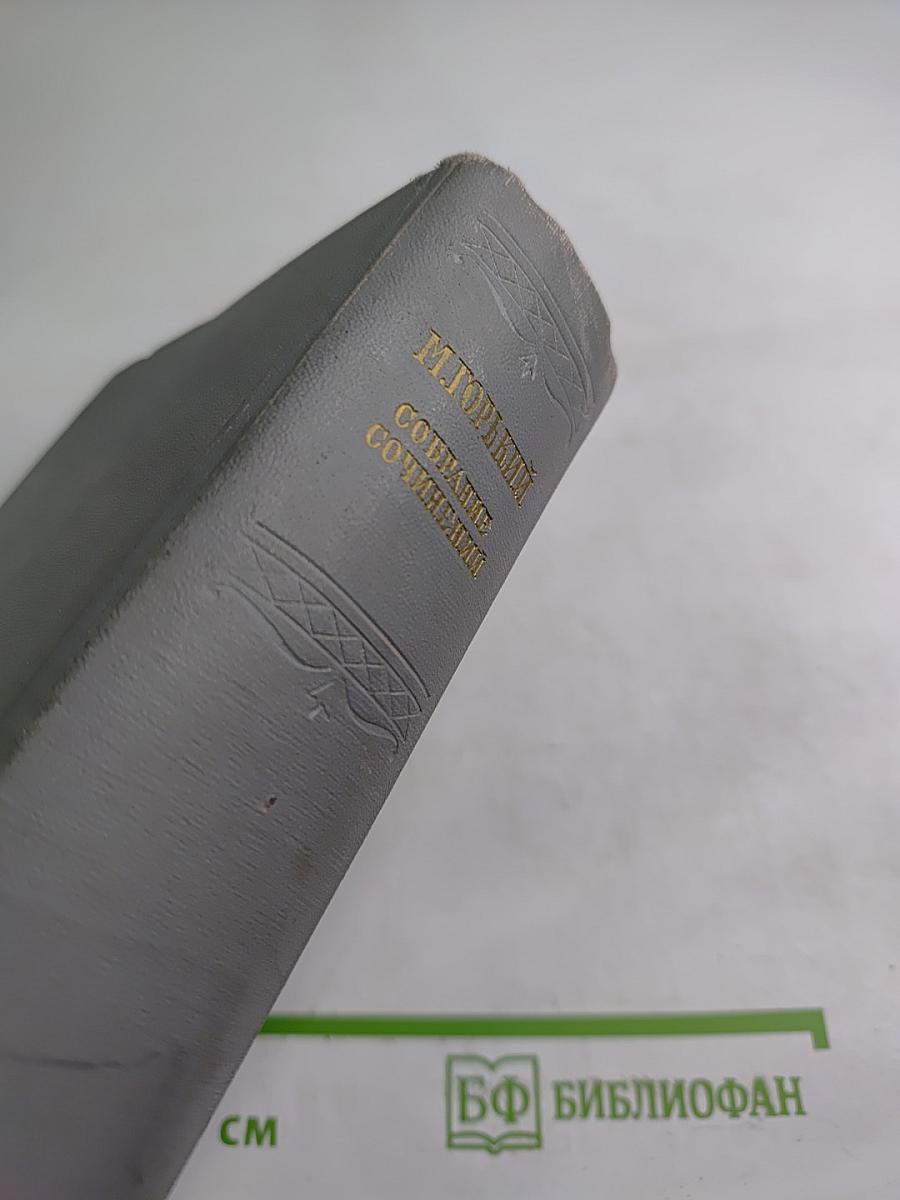 М.ГОРЬКИЙ
СОБРАНИЕ
СОЧИНЕНИЙ
см
БФ БИБЛИОФАН